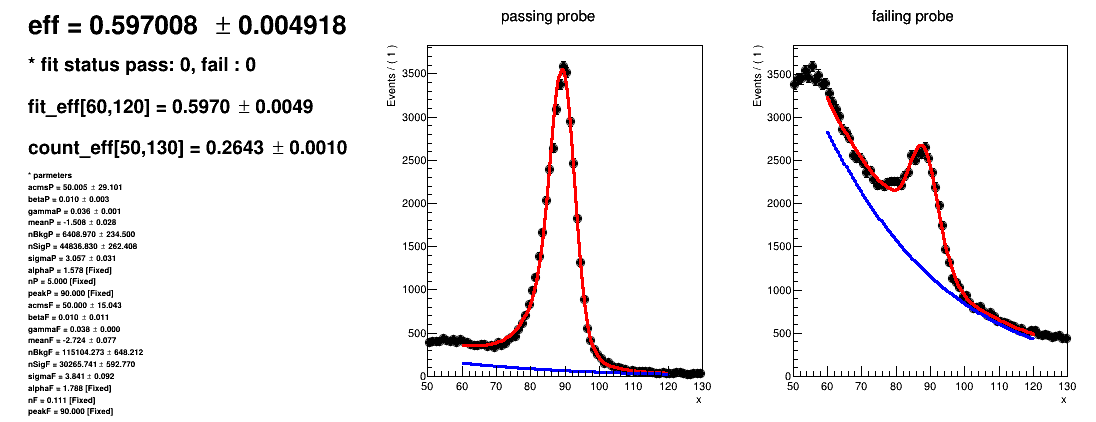 eff = 0.597008 ± 0.004918
* fit status pass: 0, fail : 0
fit_eff[60,120] = 0.5970 ± 0.0049
count_eff[50,130] = 0.2643 ± 0.0010
* parmeters
acmsP = 50.005 ± 29.101
betaP = 0.010 ± 0.003
gammaP = 0.036 ± 0.001
meanP = -1.508 ± 0.028
nBkgP = 6408.970 ± 234.500
nSigP = 44836.830 ± 262.408
sigmaP = 3.057 ± 0.031
alphaP = 1.578 [Fixed]
nP = 5.000 [Fixed]
peakP = 90.000 [Fixed]
acmsF = 50.000 ± 15.043
betaF = 0.010 ± 0.011
gammaF = 0.038 ± 0.000
meanF = -2.724 ± 0.077
nBkgF = 115104.273 ± 648.212
nSigF = 30265.741 ± 592.770
sigmaF = 3.841 ± 0.092
alphaF = 1.788 [Fixed]
nF = 0.111 [Fixed]
peakF = 90.000 [Fixed]
passing probe
Events / ( 1 )
3500
3000
2500
2000
1500
1000
500
0
50 60 70 80 90 100 110 120 130
x
failing probe
Events / ( 1 )
3500
3000
2500
2000
1500
1000
500
0
50 60 70 80 90 100 110 120 130
x